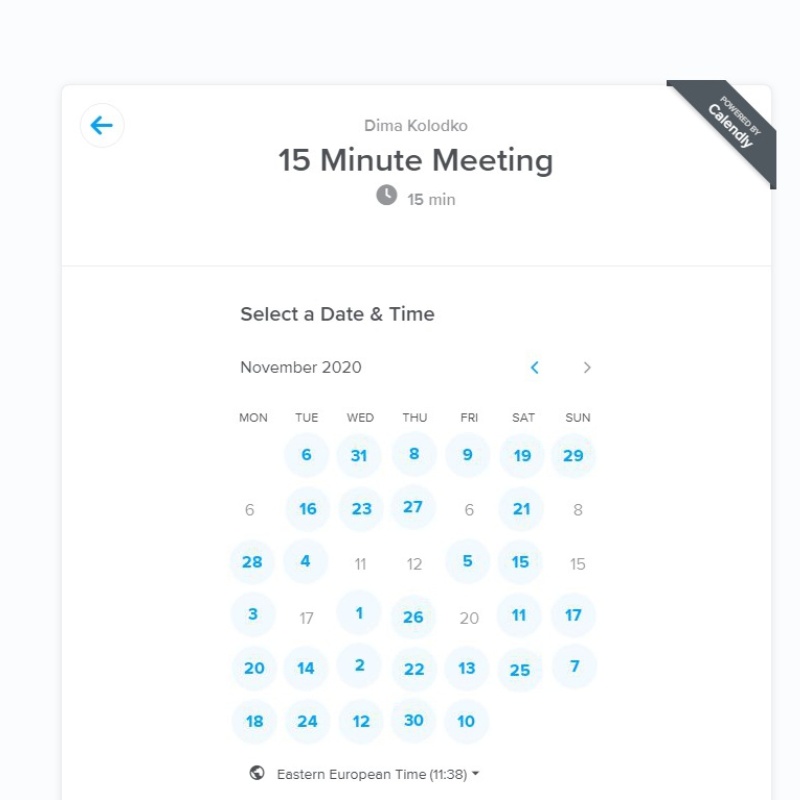 POWERED BY
Calendly
Dima Kolodko
15 Minute Meeting
15 min
Select a Date & Time
November 2020
MON TUE WED THU FRI SAT SUN
6 31 8 9 19 29
6 16 23 27 6 21 8
28 4 11 12 5 15 15
3 17 1 26 20 11 17
20 14 2 22 13 25 7
18 24 12 30 10
Eastern European Time (11:38)